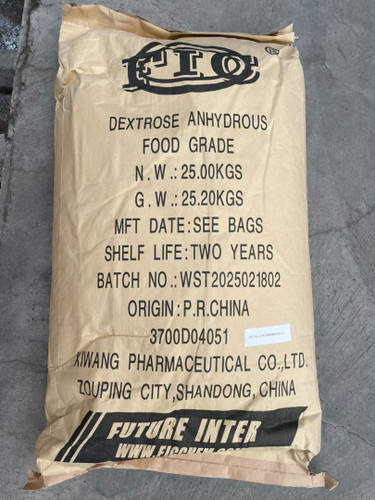 FIC
DEXTROSE ANHYDROUS
FOOD GRADE
N.W.:25.00KGS
G.W.:25.20KGS
MFT DATE:SEE BAGS
SHELF LIFE:TWO YEARS
BATCH NO.:WST2025021802
ORIGIN:P.R.CHINA
3700D04051
XIWANG PHARMACEUTICAL CO.,LTD.
ZOUPING CITY,SHANDONG,CHINA
FUTURE INTER